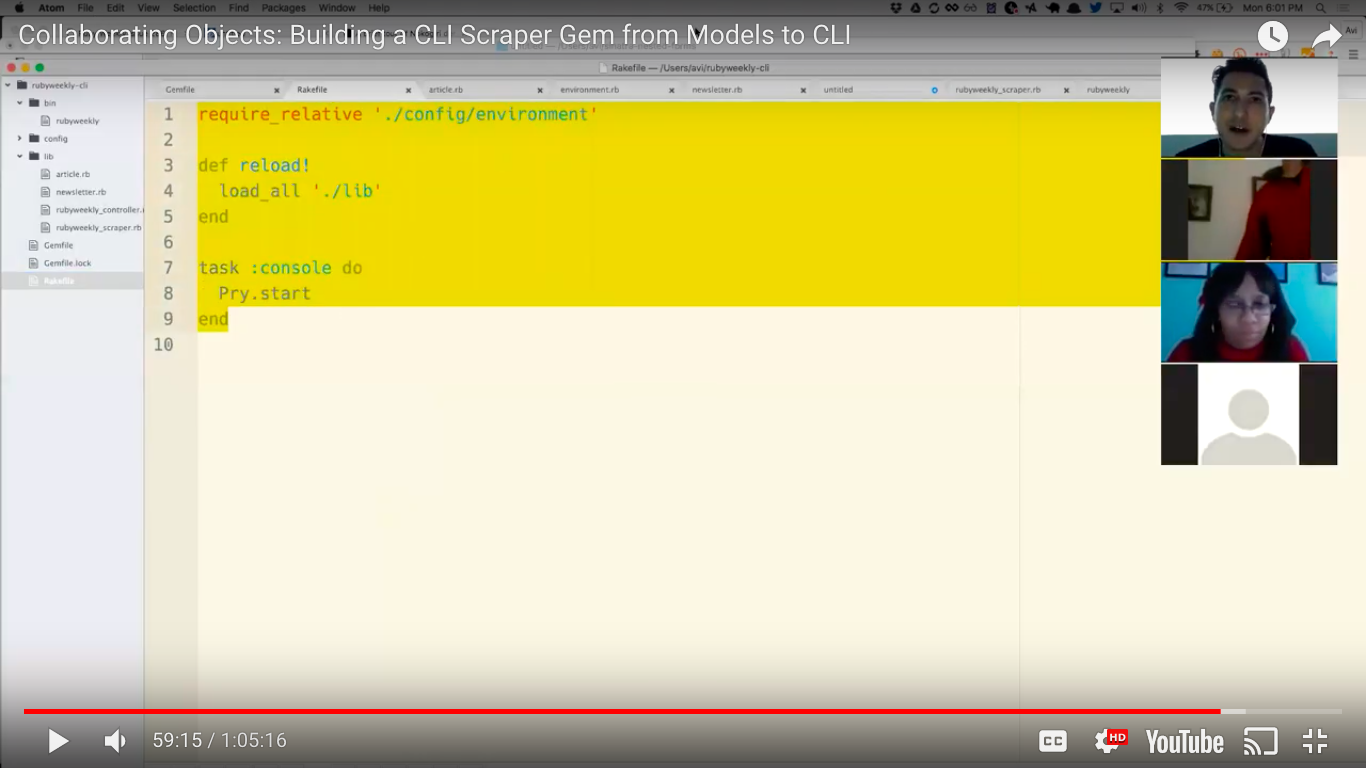 Atom File Edit View Selection Find Packages Window Help
47% Mon 6:01 PM
Collaborating Objects: Building a CLI Scraper Gem from Models to CLI
Avi
Rakefile — /Users/avi/rubyweekly-cli
Gemfile Rakefile article.rb environment.rb newsletter.rb untitled rubyweekly_scraper.rb rubyweekly
rubyweekly-cli
bin
rubyweekly
config
lib
article.rb
newsletter.rb
rubyweekly_controller.
rubyweekly_scraper.rb
Gemfile
Gemfile.lock
Rakefile
1 require_relative './config/environment'
2
3 def reload!
4 load_all './lib'
5 end
6
7 task :console do
8 Pry.start
9 end
10
59:15 / 1:05:16
CC HD YouTube